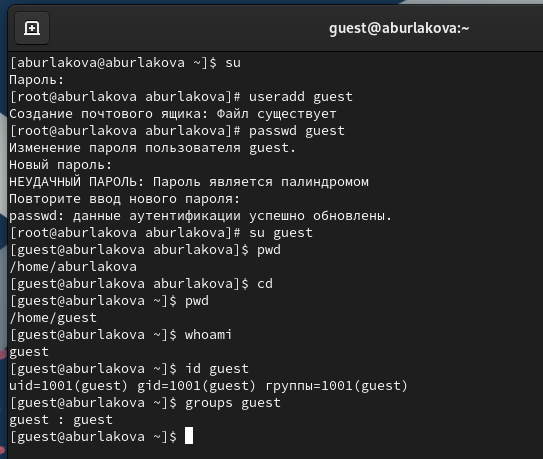 guest@aburlakova:~
[aburlakova@aburlakova ~]$ su
Пароль:
[root@aburlakova aburlakova]# useradd guest
Создание почтового ящика: Файл существует
[root@aburlakova aburlakova]# passwd guest
Изменение пароля пользователя guest.
Новый пароль:
НЕУДАЧНЫЙ ПАРОЛЬ: Пароль является палиндромом
Повторите ввод нового пароля:
passwd: данные аутентификации успешно обновлены.
[root@aburlakova aburlakova]# su guest
[guest@aburlakova aburlakova]$ pwd
/home/aburlakova
[guest@aburlakova aburlakova]$ cd
[guest@aburlakova ~]$ pwd
/home/guest
[guest@aburlakova ~]$ whoami
guest
[guest@aburlakova ~]$ id guest
uid=1001(guest) gid=1001(guest) группы=1001(guest)
[guest@aburlakova ~]$ groups guest
guest : guest
[guest@aburlakova ~]$